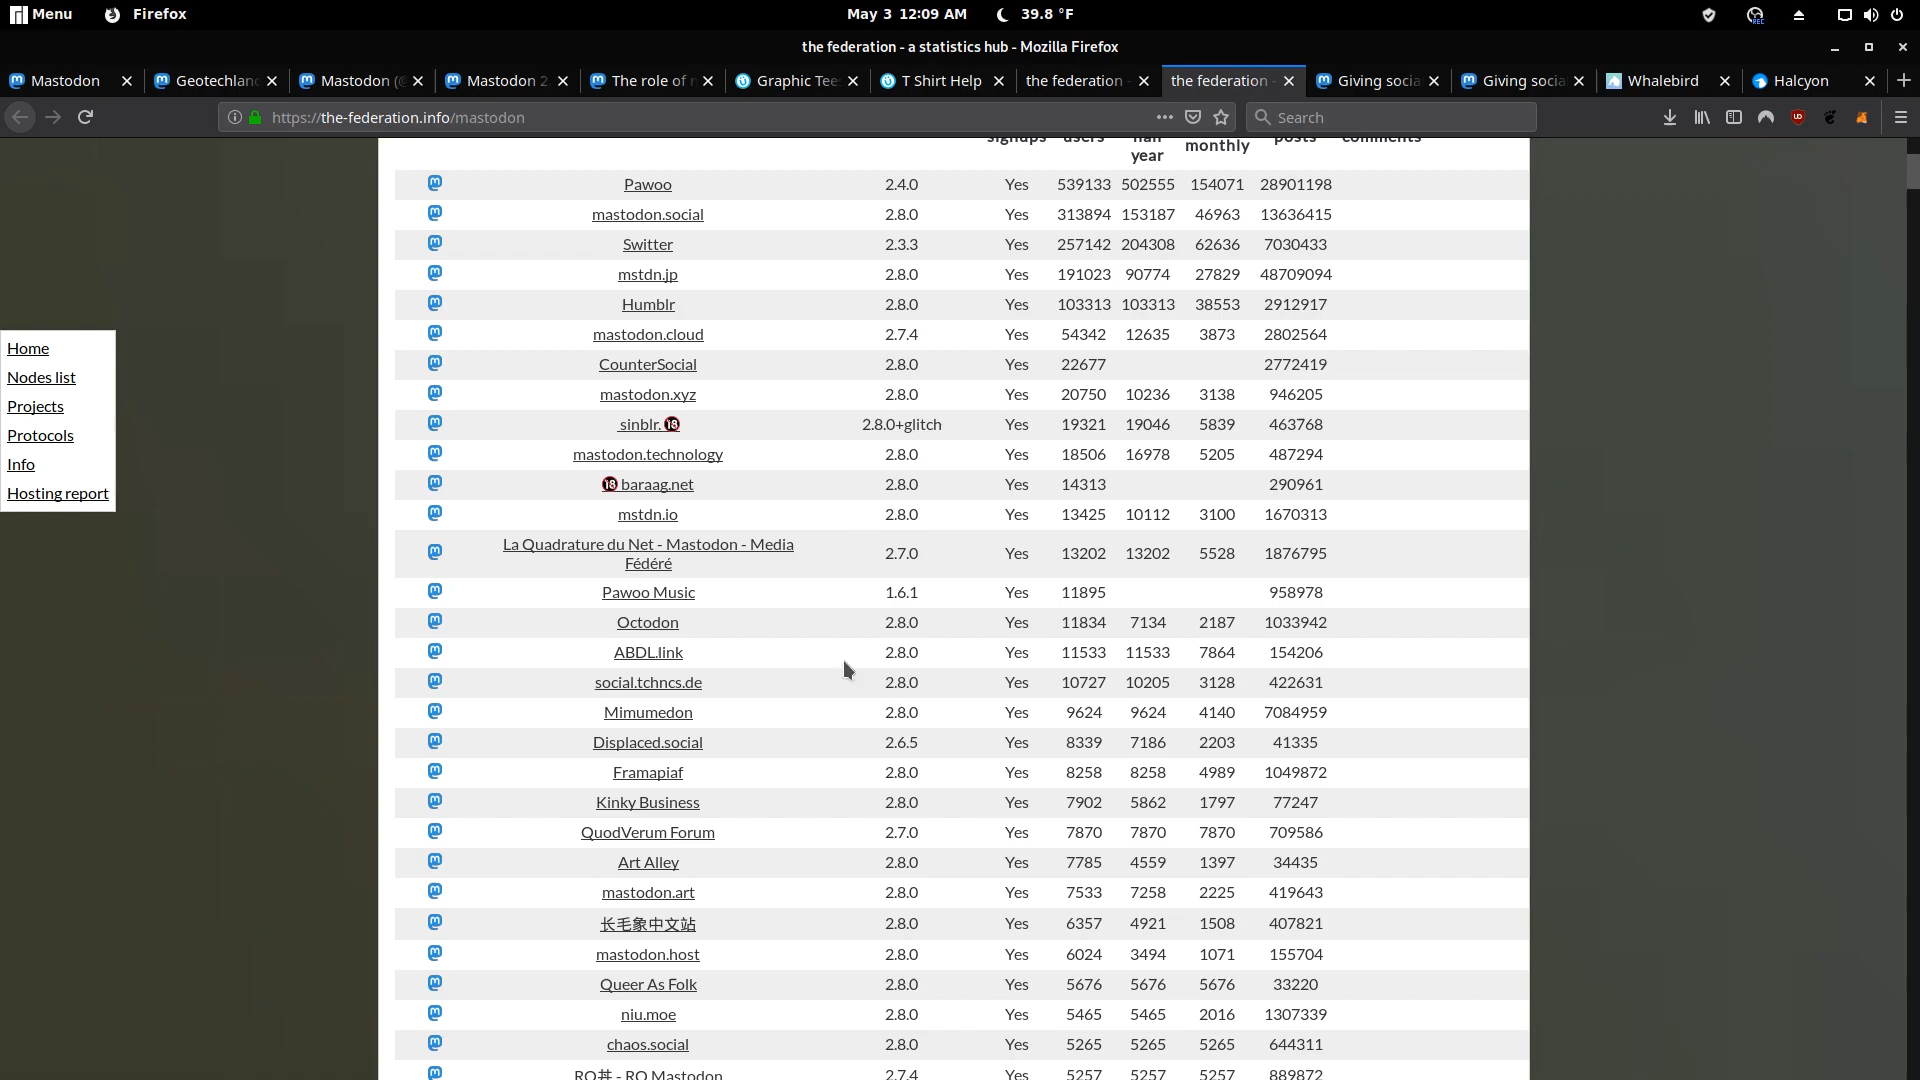 Menu Firefox May 3 12:09 AM 39.8 °F
the federation - a statistics hub - Mozilla Firefox
Mastodon Geotechland Mastodon (@ Mastodon 2. The role of Graphic Tee T Shirt Help the federation - the federation - Giving socia Giving socia Whalebird Halcyon
https://the-federation.info/mastodon Search
signups users half year monthly posts comments
Pawoo 2.4.0 Yes 539133 502555 154071 28901198
mastodon.social 2.8.0 Yes 313894 153187 46963 13636415
Switter 2.3.3 Yes 257142 204308 62636 7030433
mstdn.jp 2.8.0 Yes 191023 90774 27829 48709094
Humblr 2.8.0 Yes 103313 103313 38553 2912917
mastodon.cloud 2.7.4 Yes 54342 12635 3873 2802564
CounterSocial 2.8.0 Yes 22677 2772419
mastodon.xyz 2.8.0 Yes 20750 10236 3138 946205
sinblr.🔞 2.8.0+glitch Yes 19321 19046 5839 463768
mastodon.technology 2.8.0 Yes 18506 16978 5205 487294
🔞 baraag.net 2.8.0 Yes 14313 290961
mstdn.io 2.8.0 Yes 13425 10112 3100 1670313
La Quadrature du Net - Mastodon - Media
Fédéré 2.7.0 Yes 13202 13202 5528 1876795
Pawoo Music 1.6.1 Yes 11895 958978
Octodon 2.8.0 Yes 11834 7134 2187 1033942
ABDL.link 2.8.0 Yes 11533 11533 7864 154206
social.tchncs.de 2.8.0 Yes 10727 10205 3128 422631
Mimumedon 2.8.0 Yes 9624 9624 4140 7084959
Displaced.social 2.6.5 Yes 8339 7186 2203 41335
Framapiaf 2.8.0 Yes 8258 8258 4989 1049872
Kinky Business 2.8.0 Yes 7902 5862 1797 77247
QuodVerum Forum 2.7.0 Yes 7870 7870 7870 709586
Art Alley 2.8.0 Yes 7785 4559 1397 34435
mastodon.art 2.8.0 Yes 7533 7258 2225 419643
长毛象中文站 2.8.0 Yes 6357 4921 1508 407821
mastodon.host 2.8.0 Yes 6024 3494 1071 155704
Queer As Folk 2.8.0 Yes 5676 5676 5676 33220
niu.moe 2.8.0 Yes 5465 5465 2016 1307339
chaos.social 2.8.0 Yes 5265 5265 5265 644311
RO丼 - RO Mastodon 2.7.4 Yes 5257 5257 5257 889872
Home
Nodes list
Projects
Protocols
Info
Hosting report